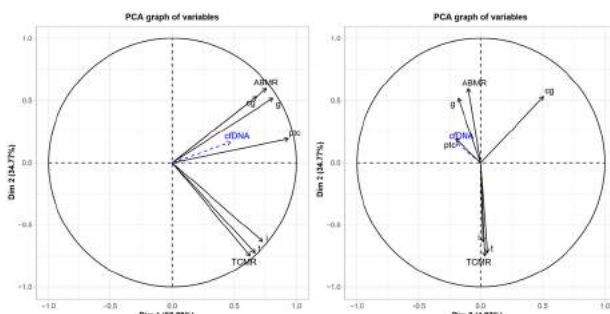 PCA graph of variables
PCA graph of variables
1.0
0.5
0.0
−0.5
−1.0
Dim 2 (34.77%)
ABMR
cg
g
cfDNA
ptc
i
t
TCMR
−1.0
−0.5
0.0
0.5
1.0
1.0
0.5
0.0
−0.5
−1.0
Dim 2 (34.77%)
ABMR
g
cg
cfDNA
ptc
t
TCMR
−1.0
−0.5
0.0
0.5
1.0